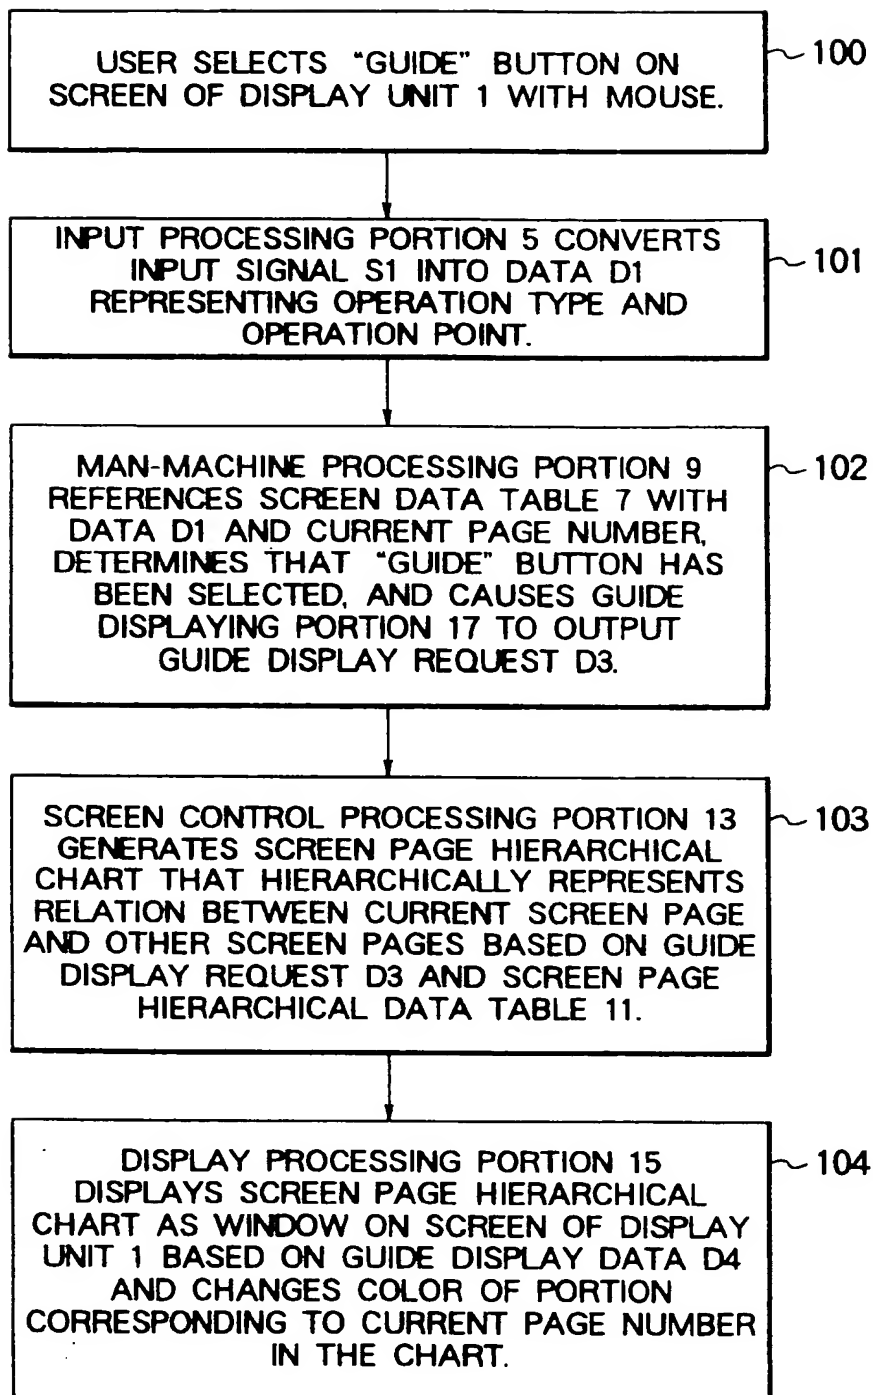 USER SELECTS "GUIDE" BUTTON ON
SCREEN OF DISPLAY UNIT 1 WITH MOUSE.
100
INPUT PROCESSING PORTION 5 CONVERTS
INPUT SIGNAL S1 INTO DATA D1
REPRESENTING OPERATION TYPE AND
OPERATION POINT.
101
MAN-MACHINE PROCESSING PORTION 9
REFERENCES SCREEN DATA TABLE 7 WITH
DATA D1 AND CURRENT PAGE NUMBER,
DETERMINES THAT "GUIDE" BUTTON HAS
BEEN SELECTED, AND CAUSES GUIDE
DISPLAYING PORTION 17 TO OUTPUT
GUIDE DISPLAY REQUEST D3.
102
SCREEN CONTROL PROCESSING PORTION 13
GENERATES SCREEN PAGE HIERARCHICAL
CHART THAT HIERARCHICALLY REPRESENTS
RELATION BETWEEN CURRENT SCREEN PAGE
AND OTHER SCREEN PAGES BASED ON GUIDE
DISPLAY REQUEST D3 AND SCREEN PAGE
HIERARCHICAL DATA TABLE 11.
103
DISPLAY PROCESSING PORTION 15
DISPLAYS SCREEN PAGE HIERARCHICAL
CHART AS WINDOW ON SCREEN OF DISPLAY
UNIT 1 BASED ON GUIDE DISPLAY DATA D4
AND CHANGES COLOR OF PORTION
CORRESPONDING TO CURRENT PAGE NUMBER
IN THE CHART.
104